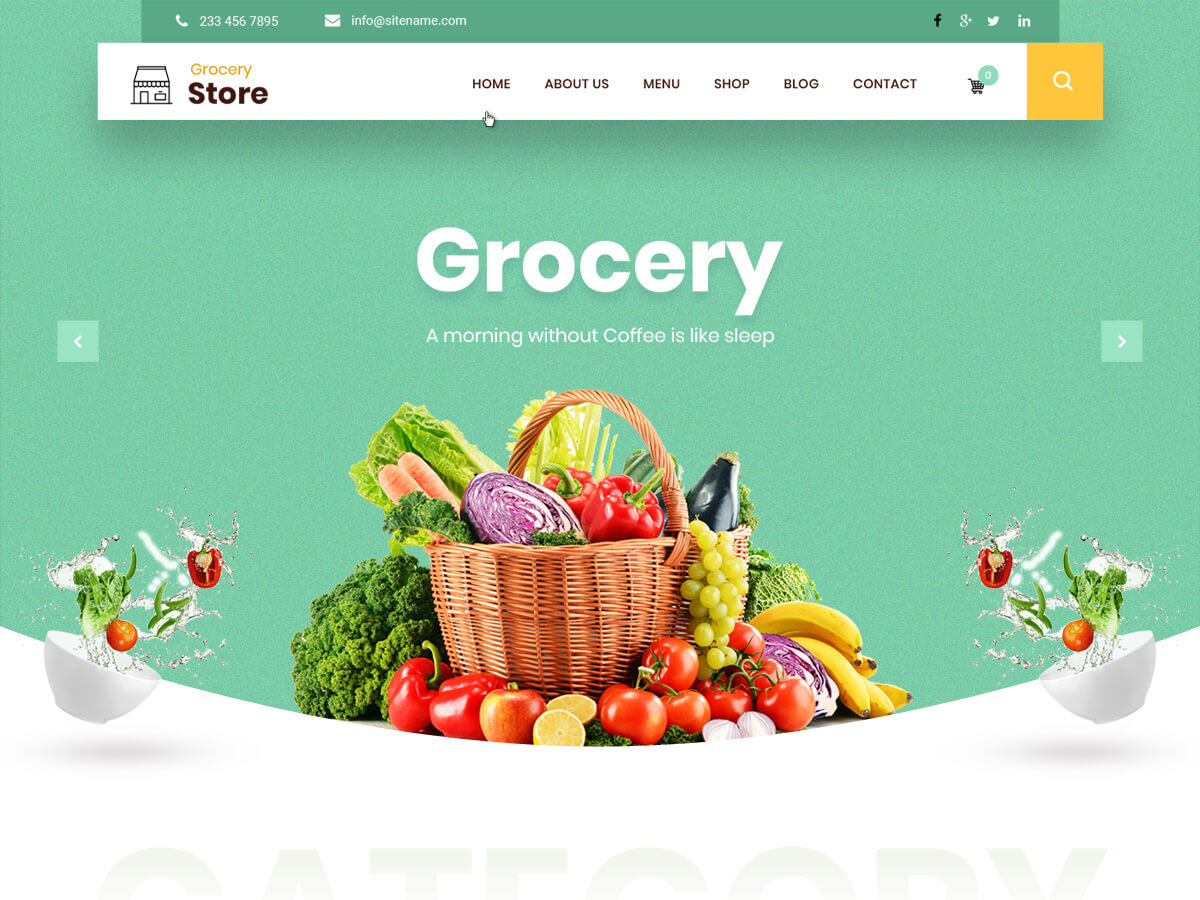 233 456 7895 info@sitename.com
Grocery
Store
HOME ABOUT US MENU SHOP BLOG CONTACT 0
Grocery
A morning without Coffee is like sleep
CATEGORY